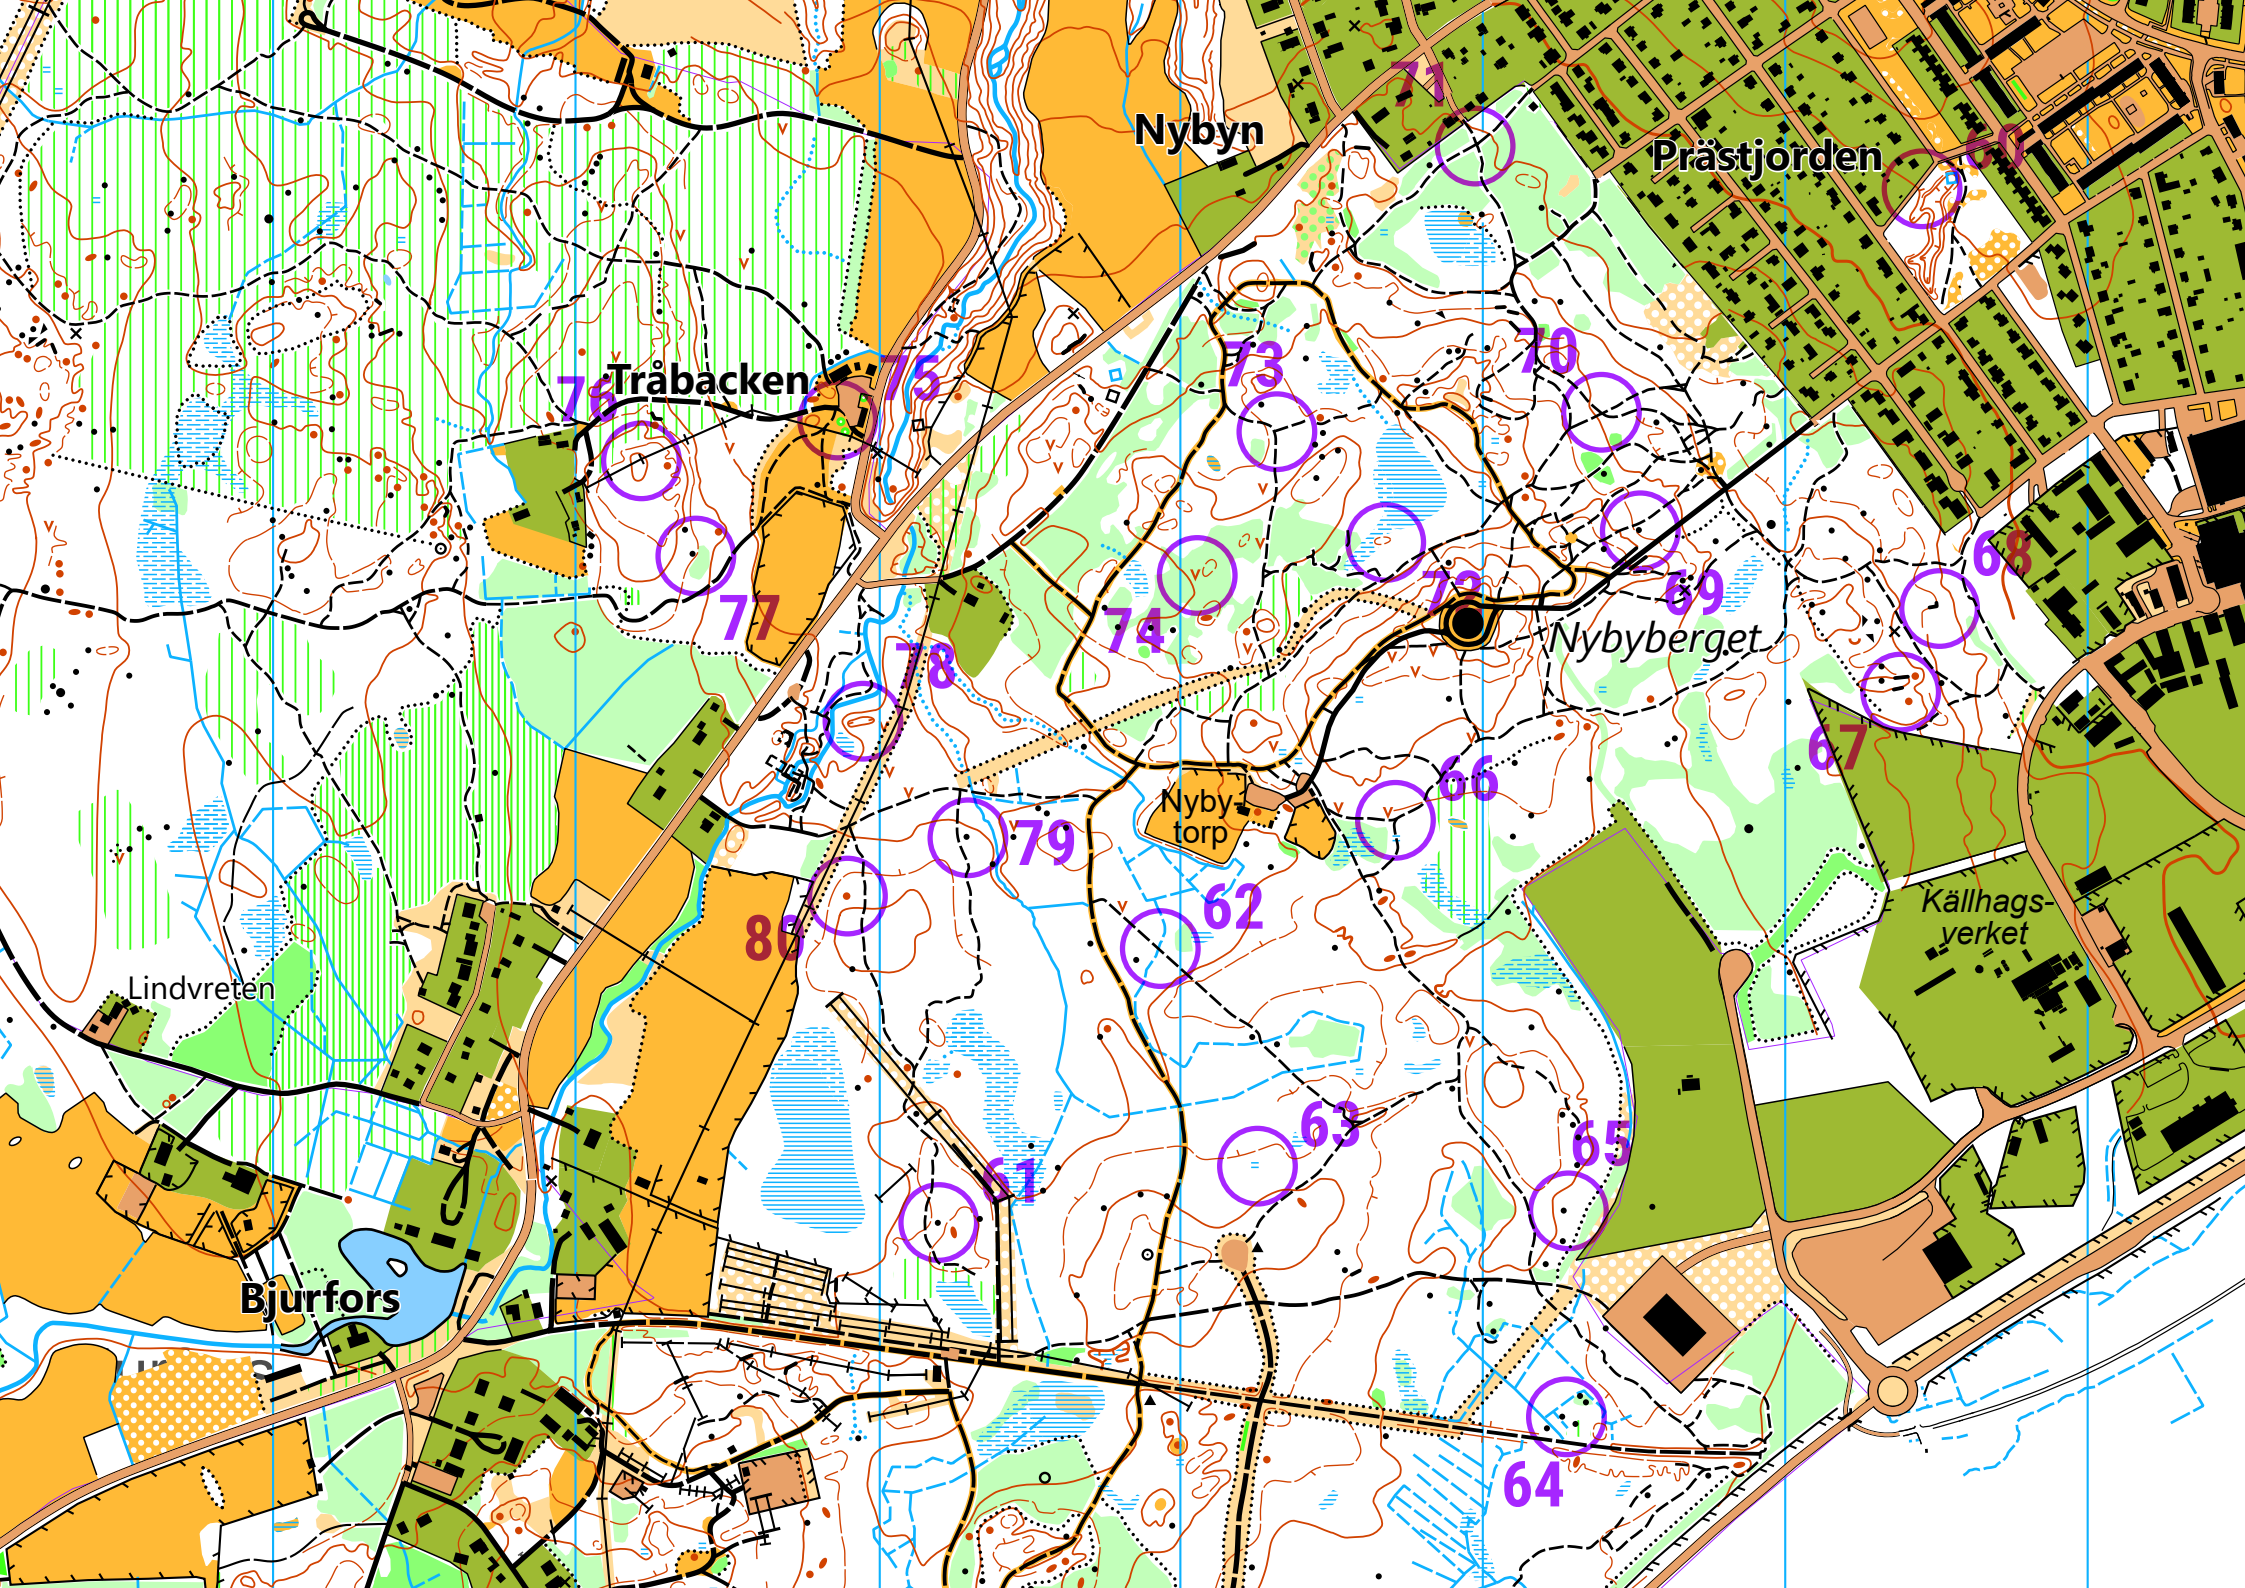 71
Nybyn
Prästjorden
60
70
73
75
Tråbacken
76
68
72
69
74
77
Nybyberget
78
67
66
Nyby-
torp
79
62
80
Källhags-
verket
Lindvreten
63
65
61
Bjurfors
64